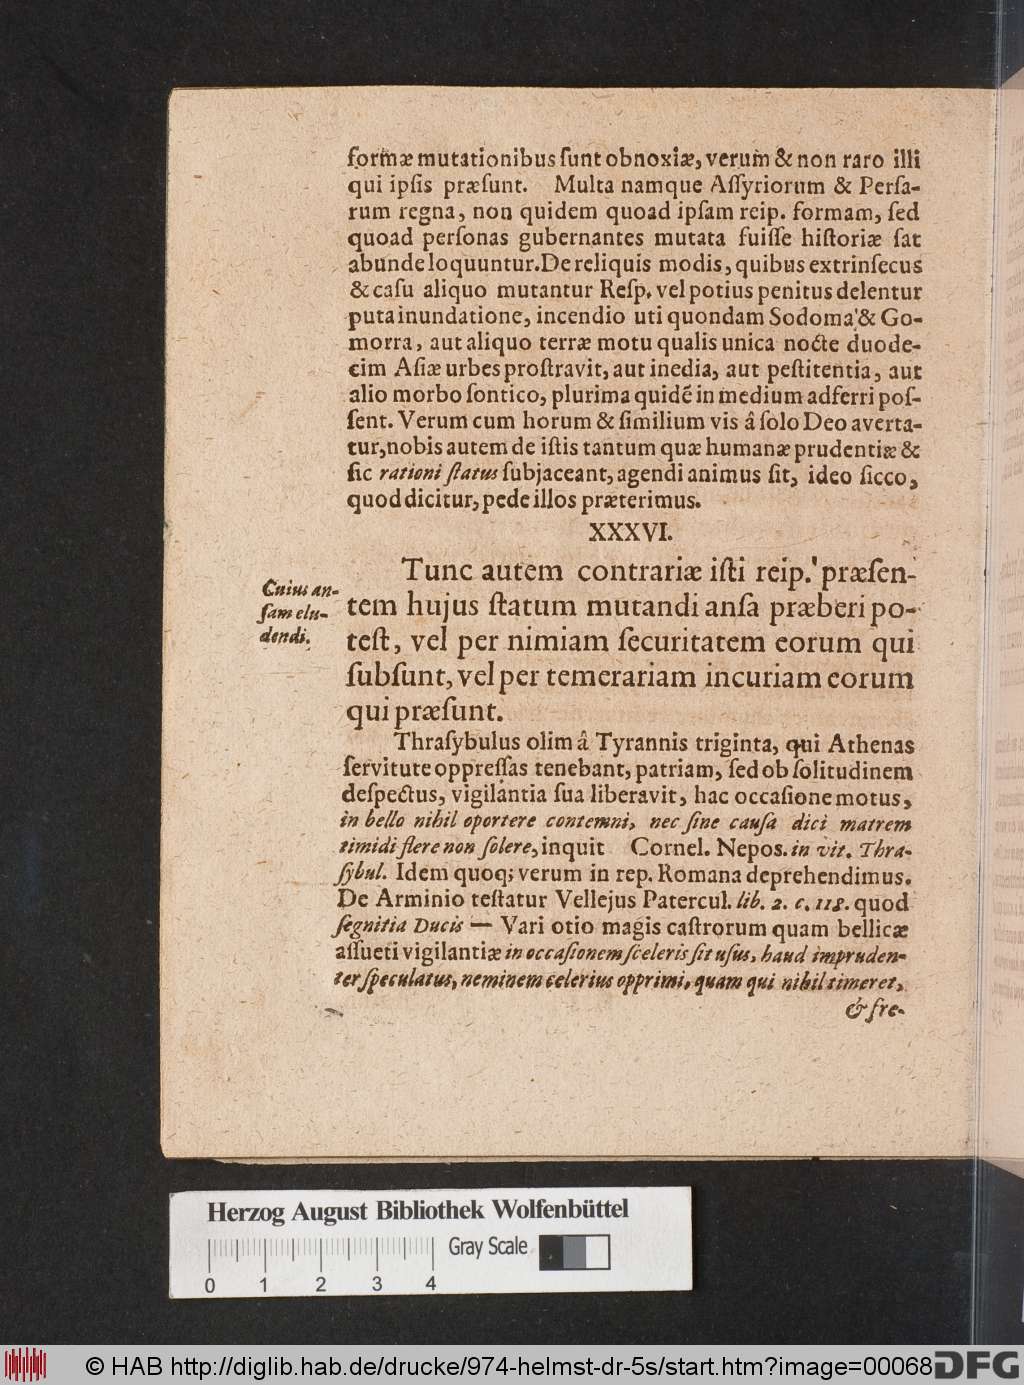 formæ mutationibus ſunt obnoxiæ, verum & non raro illi
qui ipſis præſunt. Multa namque Aſſyriorum & Perſa-
rum regna, non quidem quoad ipſam reip. formam, ſed
quoad perſonas gubernantes mutata fuiſſe hiſtoriæ ſat
abunde loquuntur. De reliquis modis, quibus extrinſecus
& caſu aliquo mutantur Reſp. vel potius penitus delentur
puta inundatione, incendio uti quondam Sodoma & Go-
morra, aut aliquo terræ motu qualis unica nocte duode-
cim Aſiæ urbes proſtravit, aut inedia, aut peſtitentia, aut
alio morbo ſontico, plurima quidẽ in medium adferri poſ-
ſent. Verum cum horum & ſimilium vis â ſolo Deo averta-
tur, nobis autem de iſtis tantum quæ humanæ prudentiæ &
ſic rationi ſtatus ſubjaceant, agendi animus ſit, ideo ſicco,
quod dicitur, pede illos præterimus.
XXXVI.
Cuius an-
ſam elu-
dendi.
Tunc autem contrariæ iſti reip. præſen-
tem hujus ſtatum mutandi anſa præberi po-
teſt, vel per nimiam ſecuritatem eorum qui
ſubſunt, vel per temerariam incuriam eorum
qui præſunt.
Thraſybulus olim â Tyrannis triginta, qui Athenas
ſervitute oppreſſas tenebant, patriam, ſed ob ſolitudinem
deſpectus, vigilantia ſua liberavit, hac occaſione motus,
in bello nihil oportere contemni, nec ſine cauſa dici matrem
timidi flere non ſolere, inquit Cornel. Nepos. in vit. Thra-
ſybul. Idem quoq; verum in rep. Romana deprehendimus.
De Arminio teſtatur Vellejus Patercul. lib. 2. c. 118. quod
ſegnitia Ducis — Vari otio magis caſtrorum quam bellicæ
aſſueti vigilantiæ in occaſionem ſceleris ſit uſus, haud impruden-
ter ſpeculatus, neminem celerius opprimi, quam qui nihil timeret,
& fre-
Herzog August Bibliothek Wolfenbüttel
Gray Scale
0 1 2 3 4
© HAB http://diglib.hab.de/drucke/974-helmst-dr-5s/start.htm?image=00068
DFG